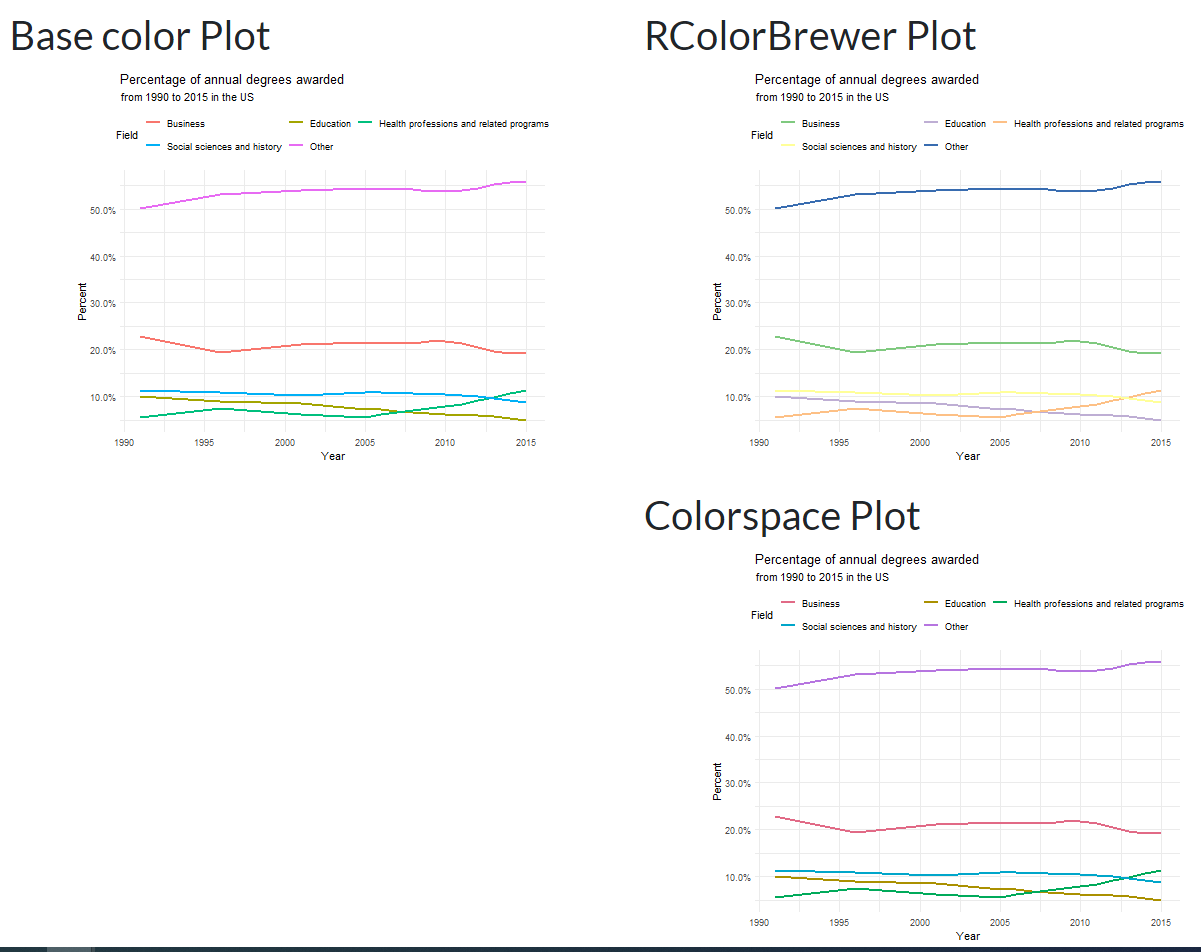 Base color Plot
Percentage of annual degrees awarded
from 1990 to 2015 in the US
Field
Business
Education
Health professions and related programs
Social sciences and history
Other
Percent
50.0%
40.0%
30.0%
20.0%
10.0%
1990 1995 2000 2005 2010 2015
Year
RColorBrewer Plot
Percentage of annual degrees awarded
from 1990 to 2015 in the US
Field
Business
Education
Health professions and related programs
Social sciences and history
Other
Percent
50.0%
40.0%
30.0%
20.0%
10.0%
1990 1995 2000 2005 2010 2015
Year
Colorspace Plot
Percentage of annual degrees awarded
from 1990 to 2015 in the US
Field
Business
Education
Health professions and related programs
Social sciences and history
Other
Percent
50.0%
40.0%
30.0%
20.0%
10.0%
1990 1995 2000 2005 2010 2015
Year